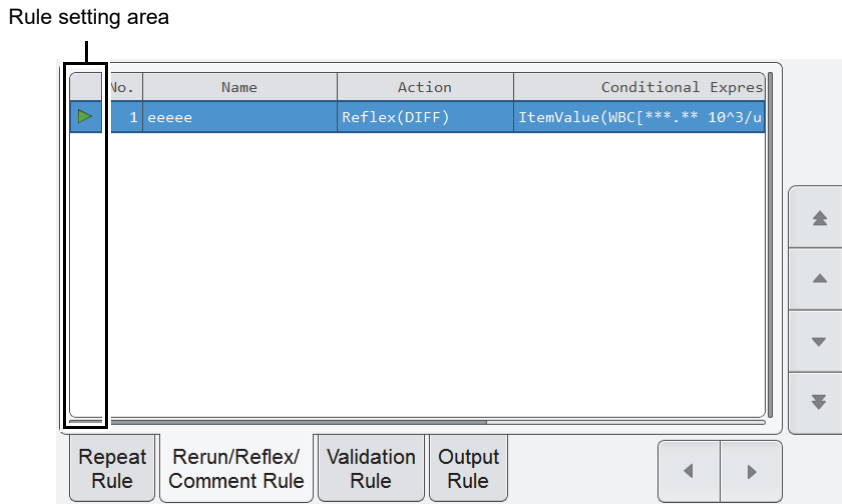 Rule setting area
No. Name Action Conditional Expres
1 eeeee Reflex(DIFF) ItemValue(WBC[***.** 10^3/u
Repeat Rule
Rerun/Reflex/ Comment Rule
Validation Rule
Output Rule